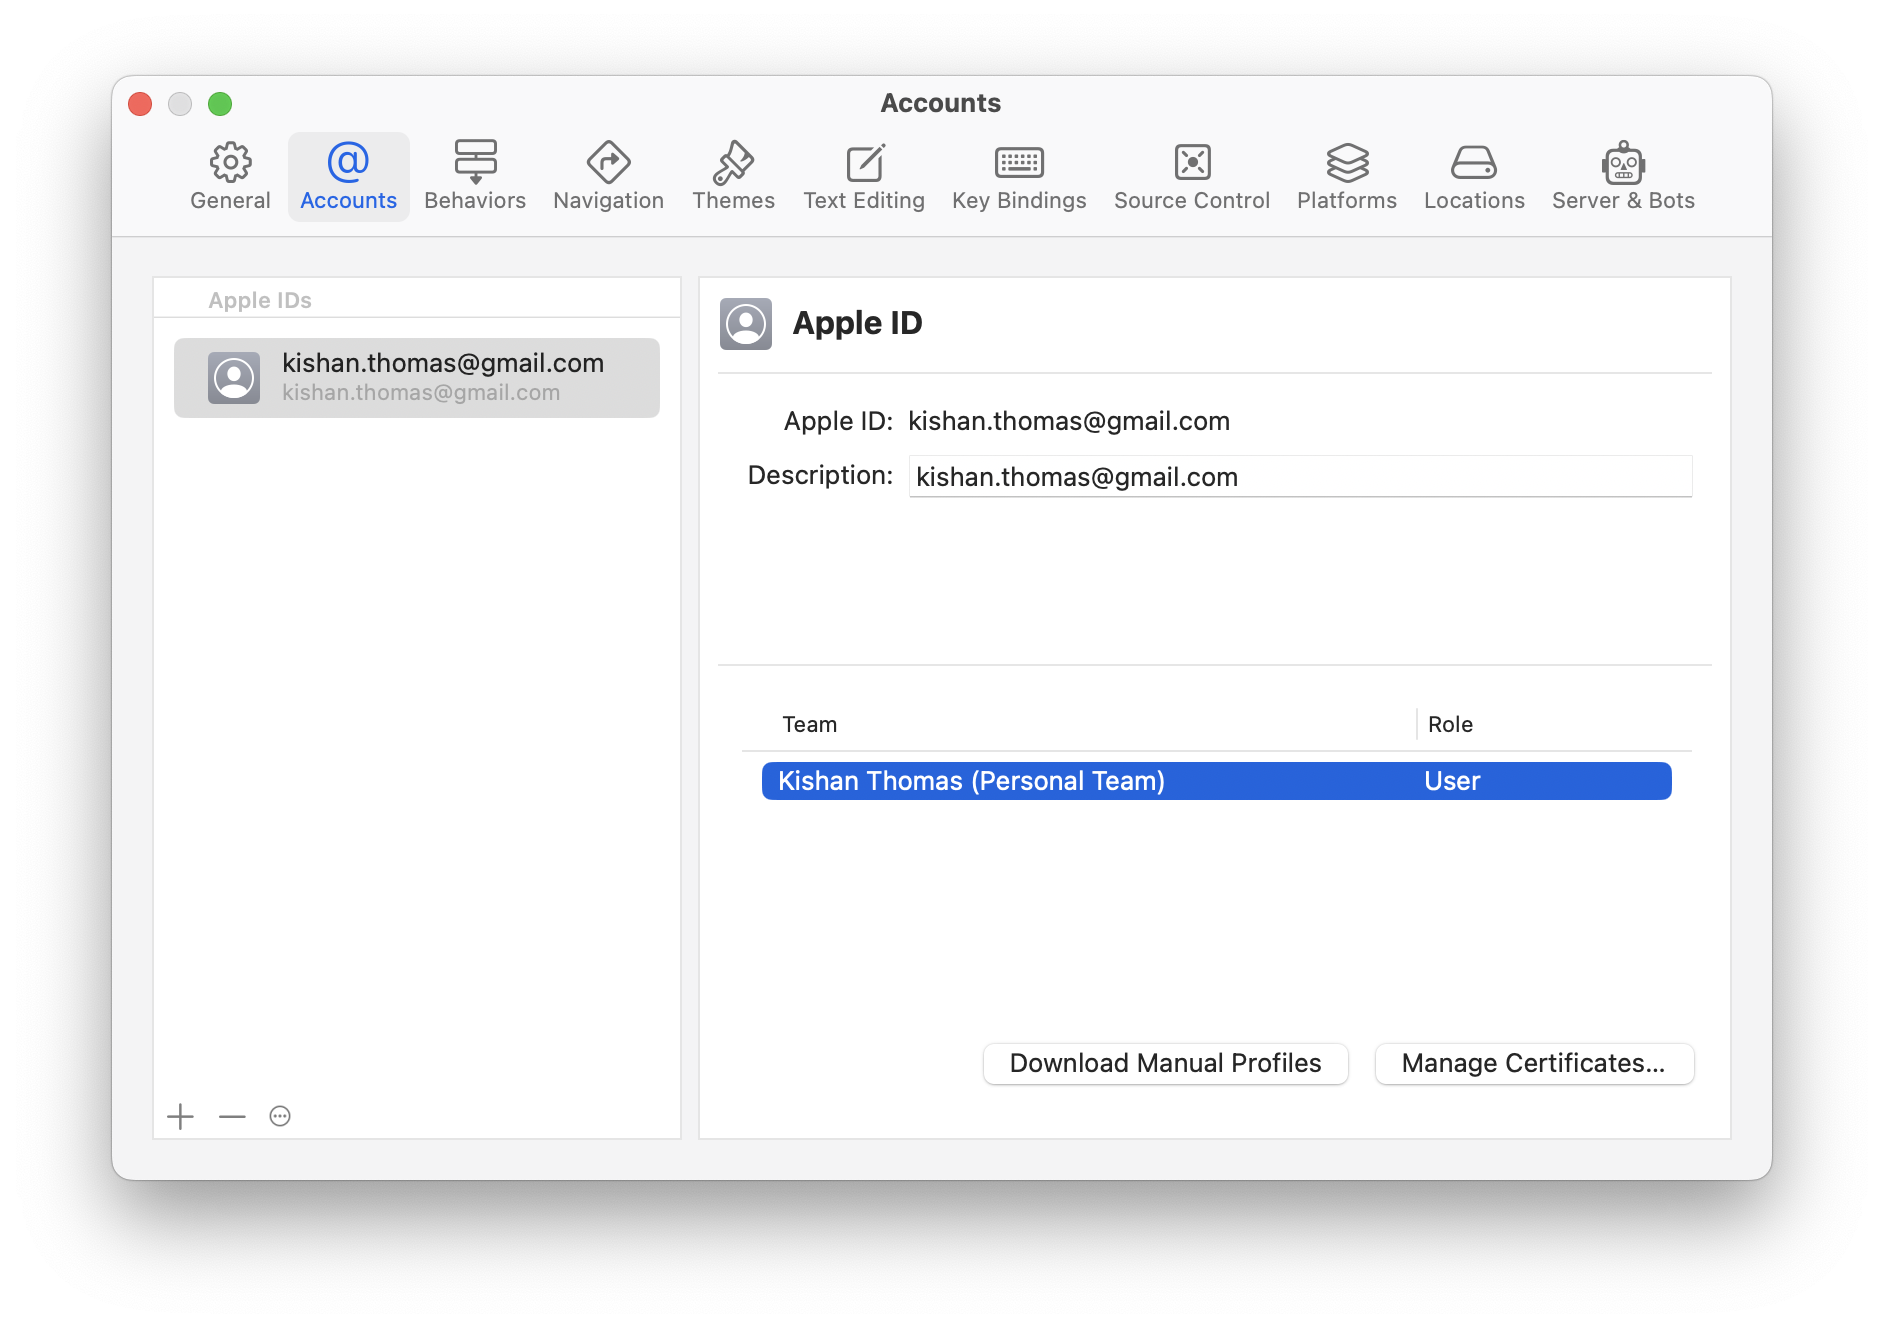 Accounts
General Accounts Behaviors Navigation Themes Text Editing Key Bindings Source Control Platforms Locations Server & Bots
Apple IDs
kishan.thomas@gmail.com
kishan.thomas@gmail.com
Apple ID
Apple ID: kishan.thomas@gmail.com
Description: kishan.thomas@gmail.com
Team Role
Kishan Thomas (Personal Team) User
Download Manual Profiles Manage Certificates...